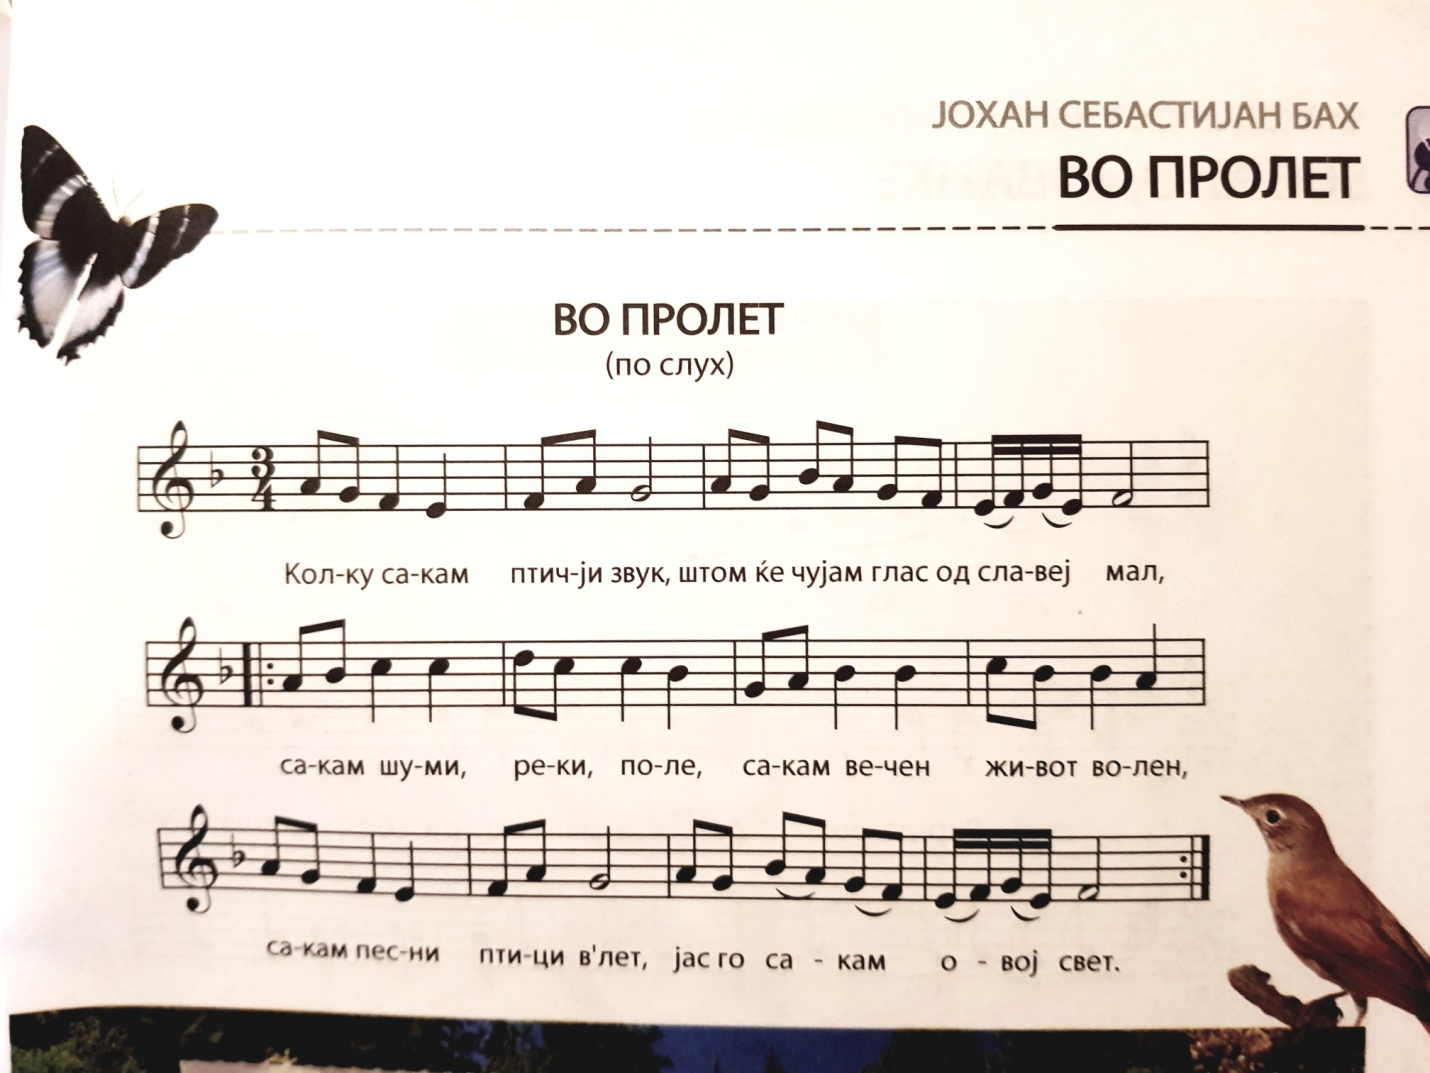 ЈОХАН СЕБАСТИЈАН БАХ
ВО ПРОЛЕТ
ВО ПРОЛЕТ
(по слух)
3
4
Кол-ку са-кам птич-ји звук, штом ќе чујам глас од сла-веј мал,
са-кам шу-ми, ре-ки, по-ле, са-кам ве-чен жи-вот во-лен,
са-кам пес-ни пти-ци в'лет, јас го са - кам о - вој свет.